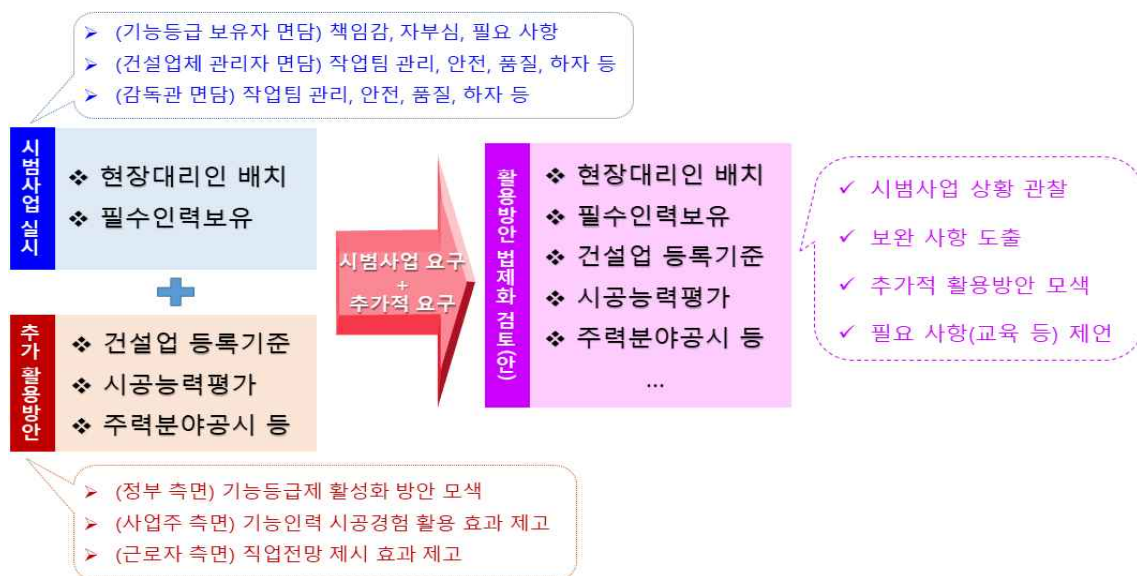 ➢ (기능등급 보유자 면담) 책임감, 자부심, 필요 사항
➢ (건설업체 관리자 면담) 작업팀 관리, 안전, 품질, 하자 등
➢ (감독관 면담) 작업팀 관리, 안전, 품질, 하자 등
시범사업 실시
❖ 현장대리인 배치
❖ 필수인력보유
추가 활용방안
❖ 건설업 등록기준
❖ 시공능력평가
❖ 주력분야공시 등
➢ (정부 측면) 기능등급제 활성화 방안 모색
➢ (사업주 측면) 기능인력 시공경험 활용 효과 제고
➢ (근로자 측면) 직업전망 제시 효과 제고
시범사업 요구
+
추가적 요구
활용방안 법제화 검토(안)
❖ 현장대리인 배치
❖ 필수인력보유
❖ 건설업 등록기준
❖ 시공능력평가
❖ 주력분야공시 등
...
✓ 시범사업 상황 관찰
✓ 보완 사항 도출
✓ 추가적 활용방안 모색
✓ 필요 사항(교육 등) 제언